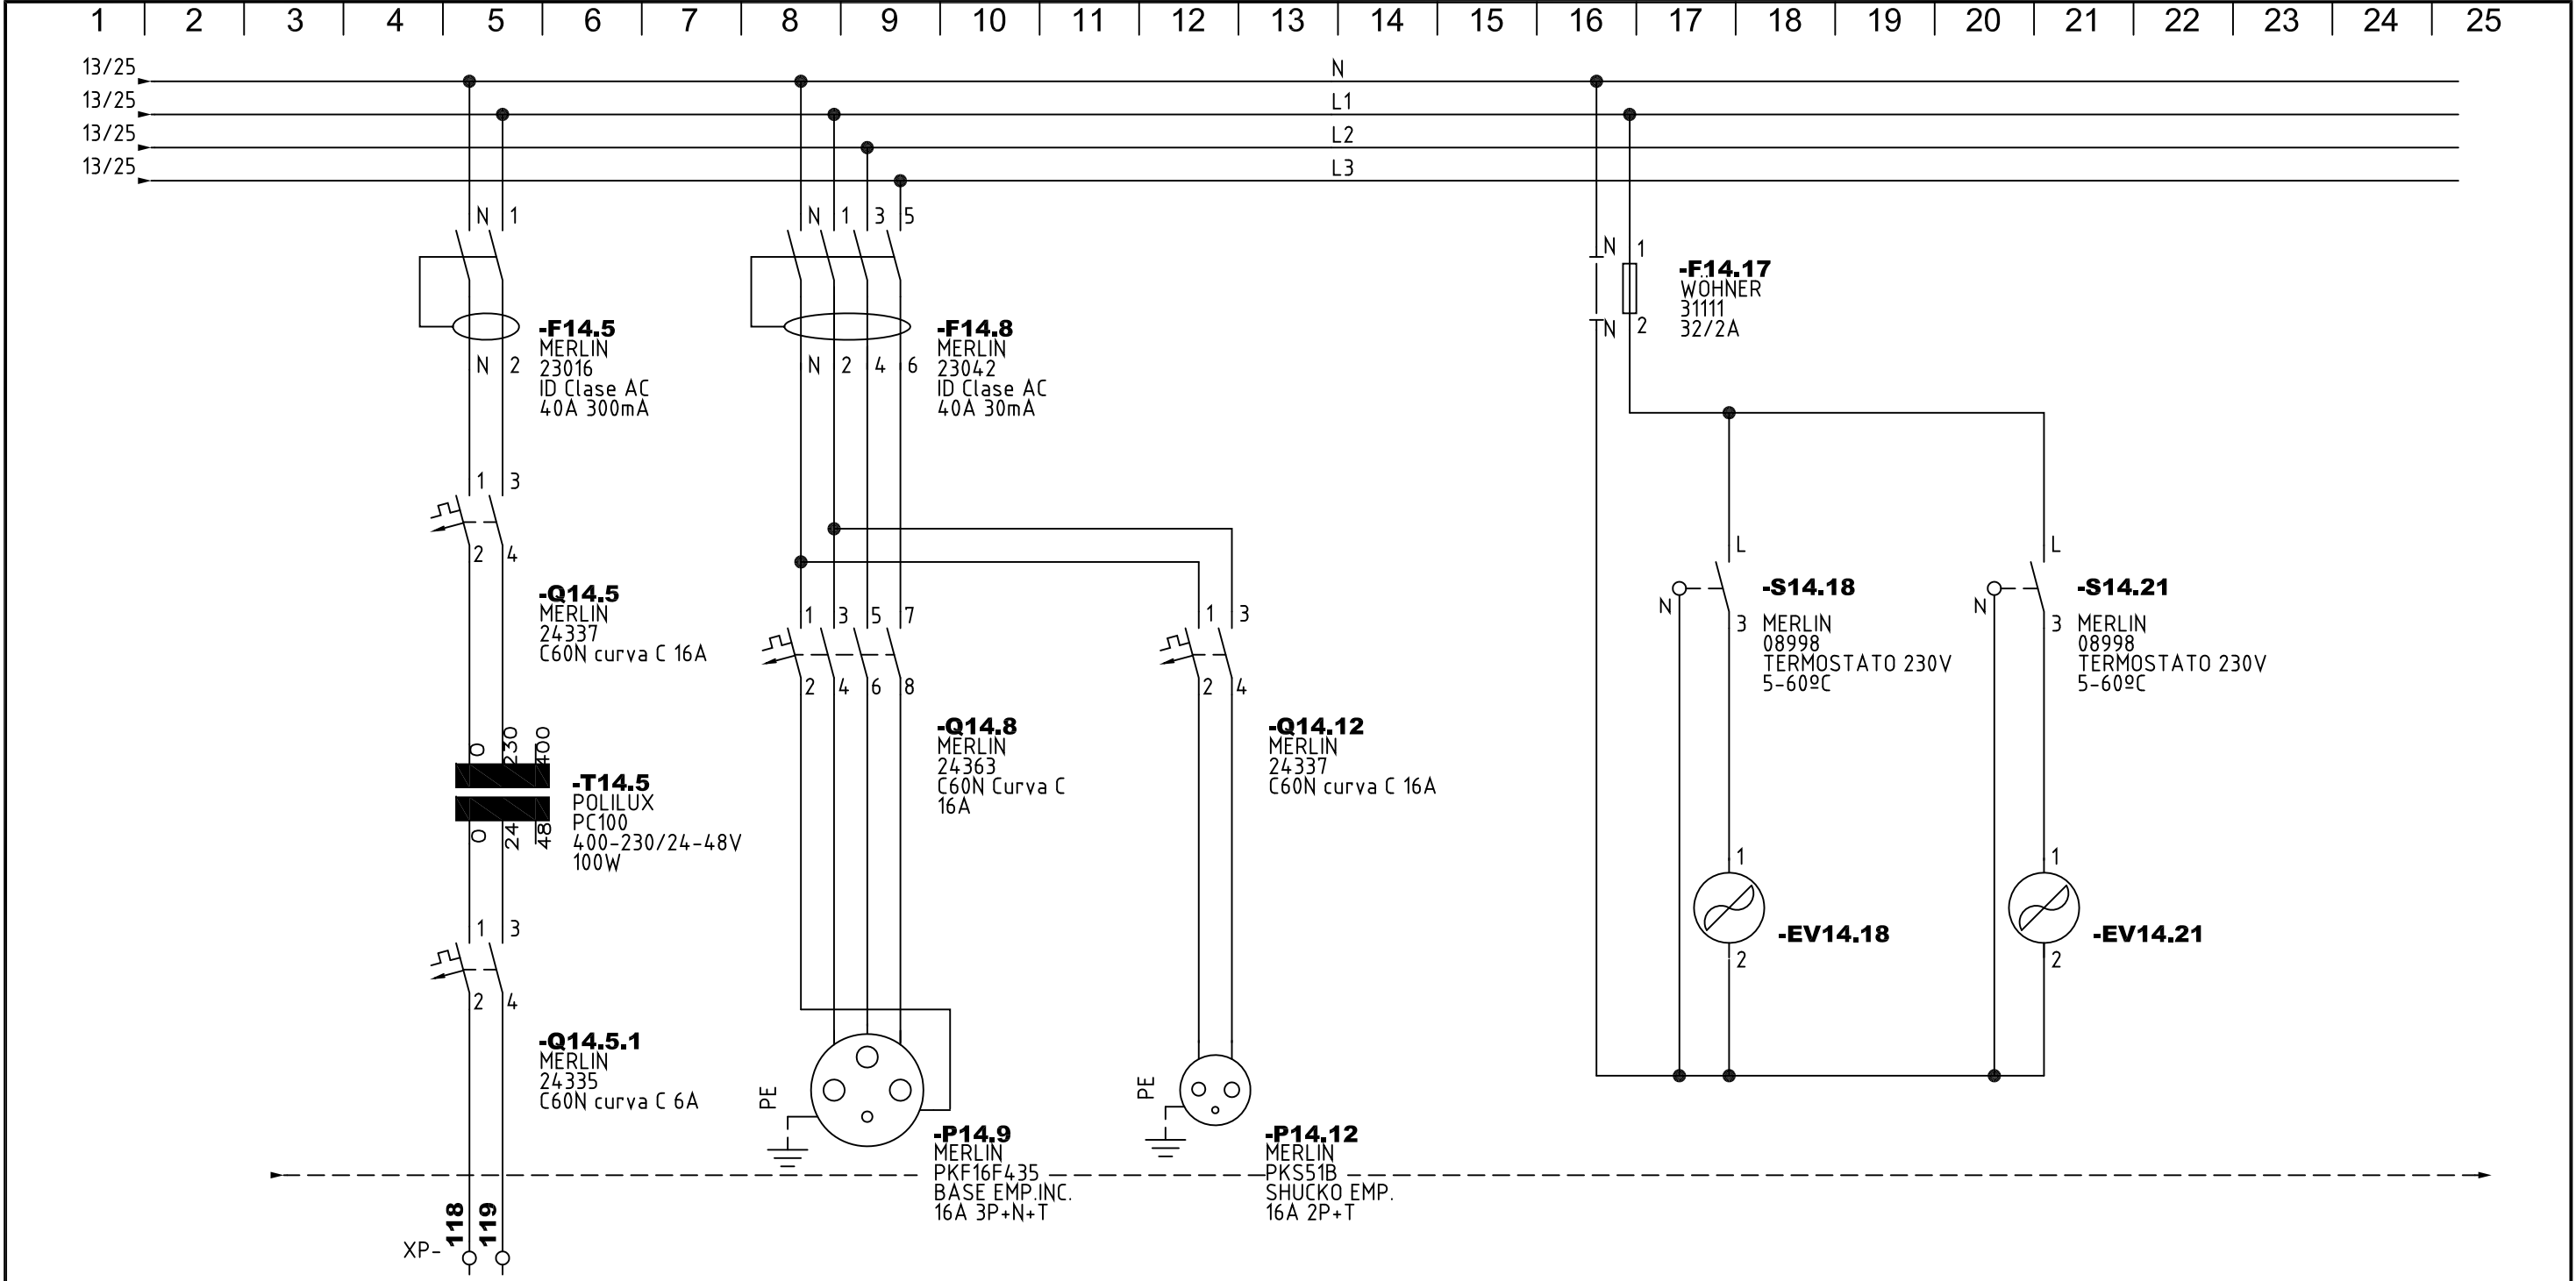 1 2 3 4 5 6 7 8 9 10 11 12 13 14 15 16 17 18 19 20 21 22 23 24 25
13/25 N
13/25 L1
13/25 L2
13/25 L3
N 1
N 1 3 5
N 1
-F14.17
WÖHNER
31111
32/2A
N 2
-F14.5
MERLIN
23016
ID Clase AC
40A 300mA
N 2
-F14.8
MERLIN
23042
ID Clase AC
40A 30mA
N 2 4 6
1 3
2 4
-Q14.5
MERLIN
24337
C60N curva C 16A
1 3 5 7
2 4 6 8
-Q14.8
MERLIN
24363
C60N Curva C
16A
1 3
2 4
-Q14.12
MERLIN
24337
C60N curva C 16A
L
N
3
-S14.18
MERLIN
08998
TERMOSTATO 230V
5-60ºC
L
N
3
-S14.21
MERLIN
08998
TERMOSTATO 230V
5-60ºC
0 230 400
0 24 48
-T14.5
POLILUX
PC100
400-230/24-48V
100W
1
2
-EV14.18
1
2
-EV14.21
1 3
2 4
-Q14.5.1
MERLIN
24335
C60N curva C 6A
PE
-P14.9
MERLIN
PKF16F435
BASE EMP.INC.
16A 3P+N+T
PE
-P14.12
MERLIN
PKS51B
SHUCKO EMP.
16A 2P+T
XP-
118
119